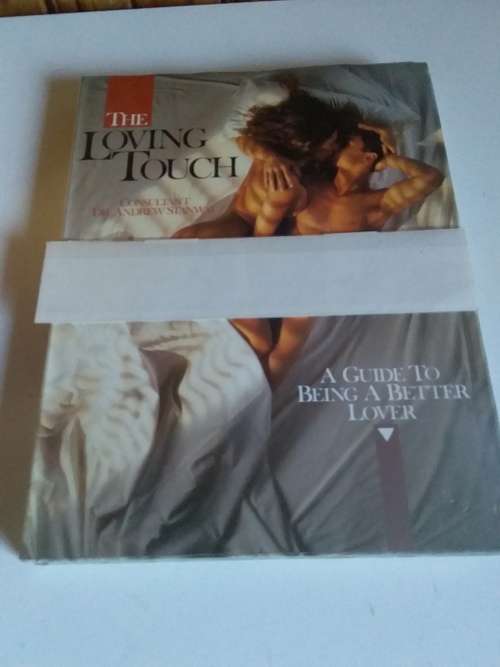 THE
LOVING
TOUCH
CONSULTANT
DR. ANDREW STANWAY
A GUIDE TO
BEING A BETTER
LOVER